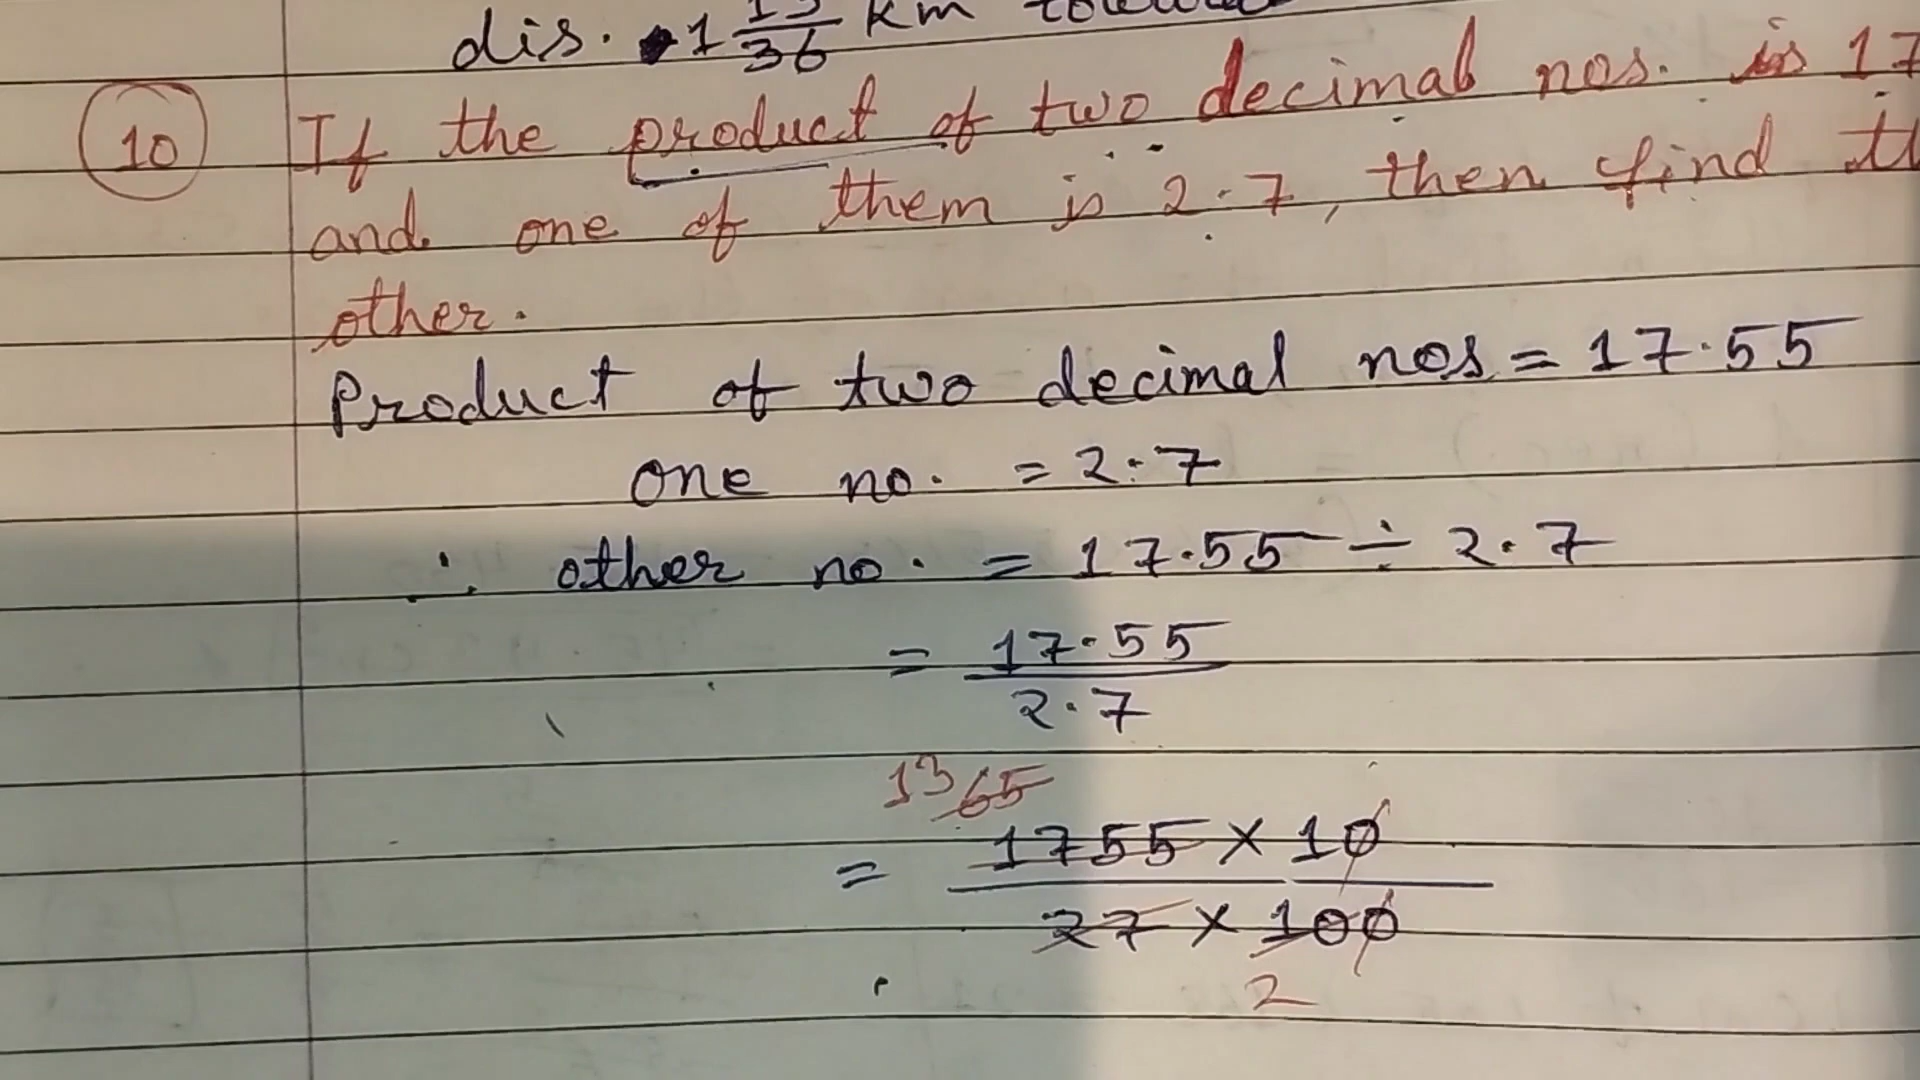 dis. 1 13/36 km
10 If the product of two decimal nos. is 17
and one of them is 2.7, then find th
other.
Product of two decimal nos = 17.55
one no. = 2.7
∴ other no. = 17.55 ÷ 2.7
= 17.55
2.7
13 65
= 1755 × 10
27 × 100
2